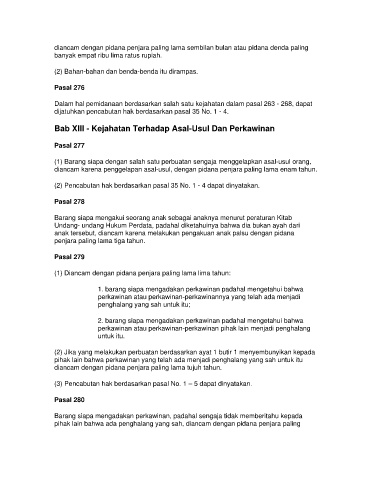 diancam dengan pidana penjara paling lama sembilan bulan atau pidana denda paling
banyak empat ribu lima ratus rupiah.
(2) Bahan-bahan dan benda-benda itu dirampas.
Pasal 276
Dalam hal pemidanaan berdasarkan salah satu kejahatan dalam pasal 263 - 268, dapat
dijatuhkan pencabutan hak berdasarkan pasal 35 No. 1 - 4.
Bab XIII - Kejahatan Terhadap Asal-Usul Dan Perkawinan
Pasal 277
(1) Barang siapa dengan salah satu perbuatan sengaja menggelapkan asal-usul orang,
diancam karena penggelapan asal-usul, dengan pidana penjara paling lama enam tahun.
(2) Pencabutan hak berdasarkan pasal 35 No. 1 - 4 dapat dinyatakan.
Pasal 278
Barang siapa mengakui seorang anak sebagai anaknya menurut peraturan Kitab
Undang- undang Hukum Perdata, padahal diketahuinya bahwa dia bukan ayah dari
anak tersebut, diancam karena melakukan pengakuan anak palsu dengan pidana
penjara paling lama tiga tahun.
Pasal 279
(1) Diancam dengan pidana penjara paling lama lima tahun:
1. barang siapa mengadakan perkawinan padahal mengetahui bahwa
perkawinan atau perkawinan-perkawinannya yang telah ada menjadi
penghalang yang sah untuk itu;
2. barang siapa mengadakan perkawinan padahal mengetahui bahwa
perkawinan atau perkawinan-perkawinan pihak lain menjadi penghalang
untuk itu.
(2) Jika yang melakukan perbuatan berdasarkan ayat 1 butir 1 menyembunyikan kepada
pihak lain bahwa perkawinan yang telah ada menjadi penghalang yang sah untuk itu
diancam dengan pidana penjara paling lama tujuh tahun.
(3) Pencabutan hak berdasarkan pasal No. 1 – 5 dapat dinyatakan.
Pasal 280
Barang siapa mengadakan perkawinan, padahal sengaja tidak memberitahu kepada
pihak lain bahwa ada penghalang yang sah, diancam dengan pidana penjara paling